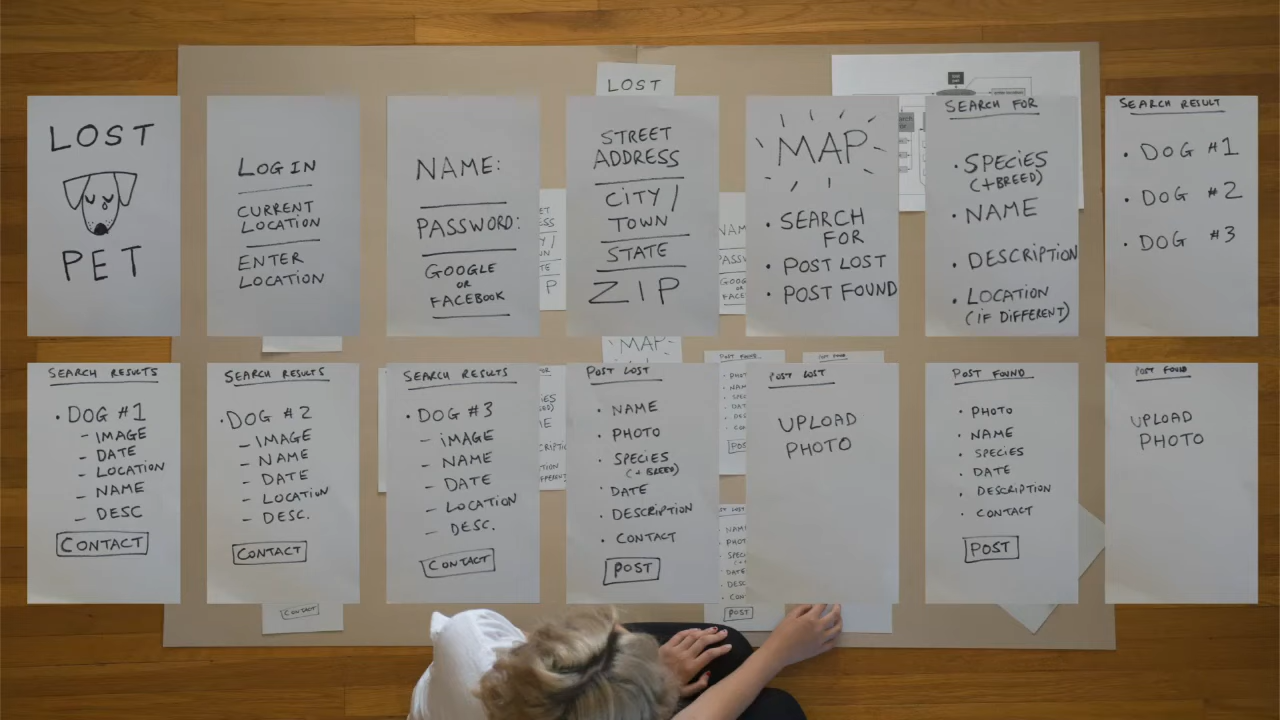 LOST
LOST
PET
LOG IN
CURRENT
LOCATION
ENTER
LOCATION
NAME:
PASSWORD:
GOOGLE
OR
FACEBOOK
STREET
ADDRESS
CITY/
TOWN
STATE
ZIP
MAP
• SEARCH
FOR
• POST LOST
• POST FOUND
SEARCH FOR
• SPECIES
(+BREED)
• NAME
• DESCRIPTION
• LOCATION
(IF DIFFERENT)
SEARCH RESULT
• DOG #1
• DOG #2
• DOG #3
SEARCH RESULTS
• DOG #1
– IMAGE
– DATE
– LOCATION
– NAME
– DESC
CONTACT
SEARCH RESULTS
• DOG #2
– IMAGE
– NAME
– DATE
– LOCATION
– DESC.
CONTACT
CONTACT
SEARCH RESULTS
• DOG #3
– IMAGE
– NAME
– DATE
– LOCATION
– DESC.
CONTACT
MAP
POST LOST
• NAME
• PHOTO
• SPECIES
(+ BREED)
• DATE
• DESCRIPTION
• CONTACT
POST
POST FOUND
POST
POST LOST
UPLOAD
PHOTO
POST FOUND
• PHOTO
• NAME
• SPECIES
• DATE
• DESCRIPTION
• CONTACT
POST
POST FOUND
UPLOAD
PHOTO